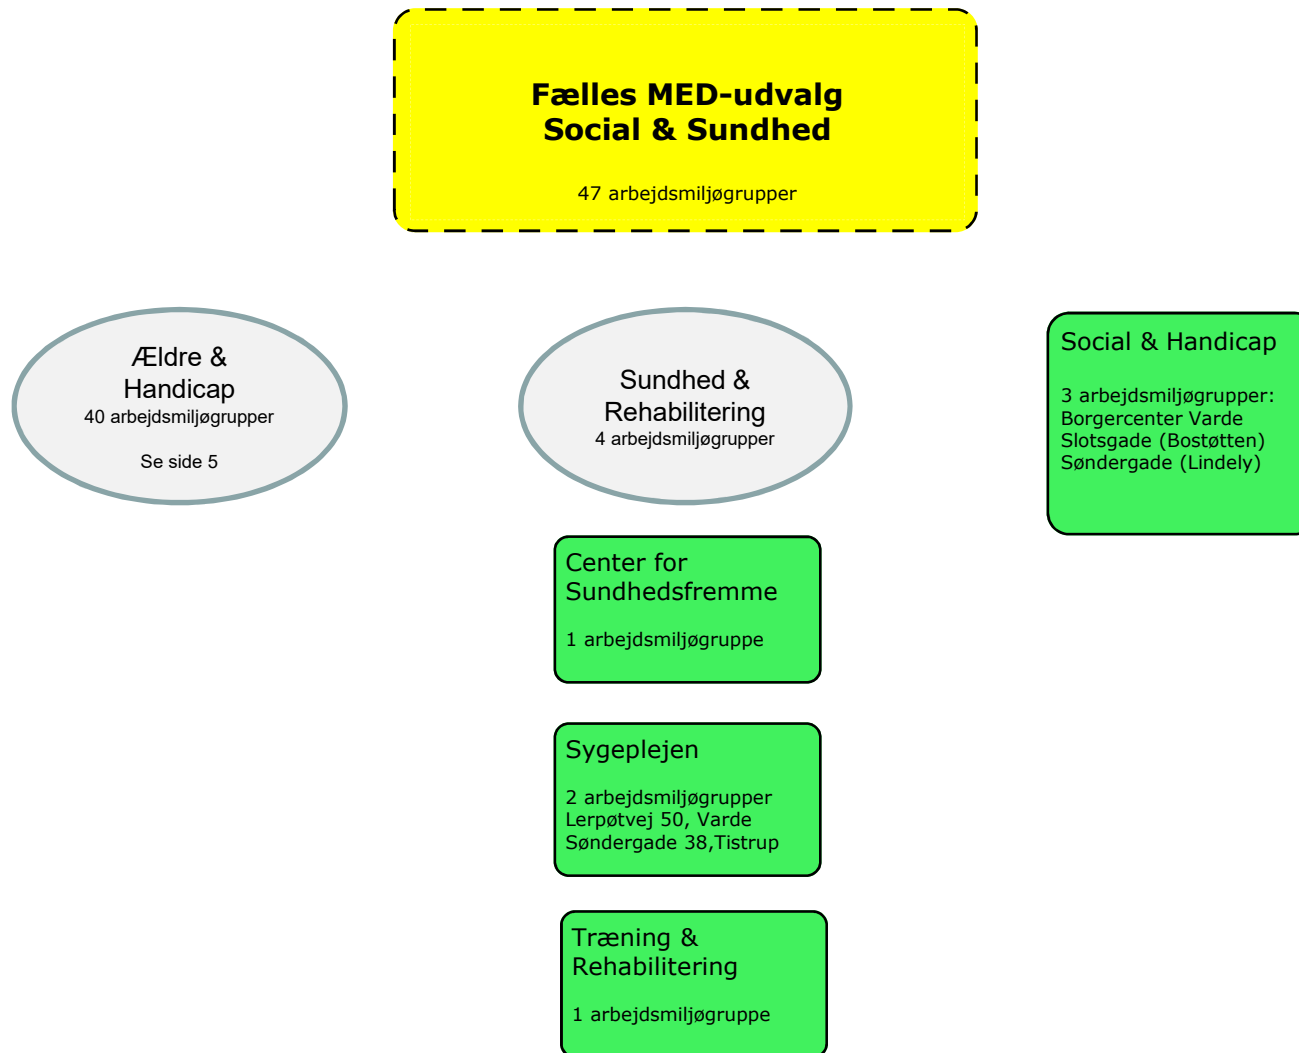 Fælles MED-udvalg
Social & Sundhed
47 arbejdsmiljøgrupper
Ældre &
Handicap
40 arbejdsmiljøgrupper
Se side 5
Sundhed &
Rehabilitering
4 arbejdsmiljøgrupper
Social & Handicap
3 arbejdsmiljøgrupper:
Borgercenter Varde
Slotsgade (Bostøtten)
Søndergade (Lindely)
Center for
Sundhedsfremme
1 arbejdsmiljøgruppe
Sygeplejen
2 arbejdsmiljøgrupper
Lerpøtvej 50, Varde
Søndergade 38,Tistrup
Træning &
Rehabilitering
1 arbejdsmiljøgruppe